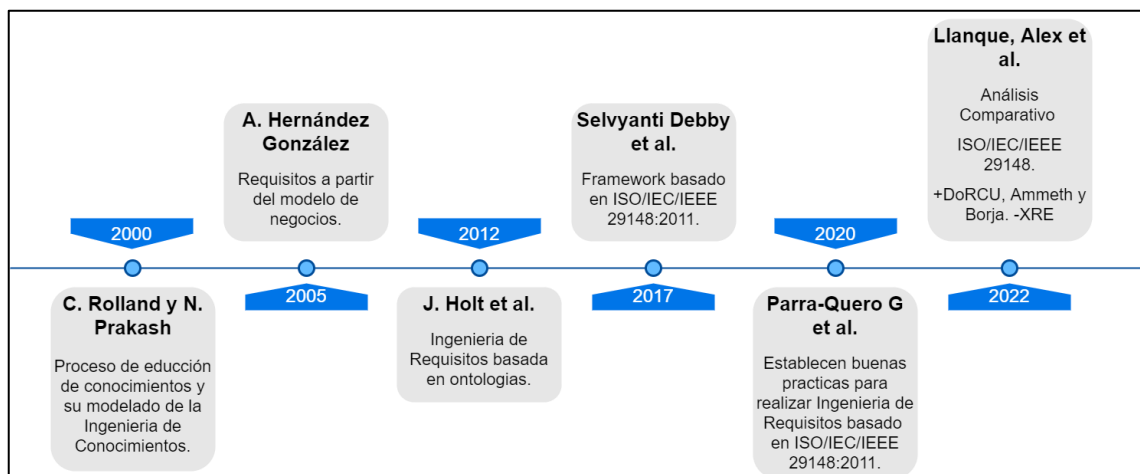 2000
C. Rolland y N.
Prakash
Proceso de educción
de conocimientos y
su modelado de la
Ingenieria de
Conocimientos.
A. Hernández
González
Requisitos a partir
del modelo de
negocios.
2005
2012
J. Holt et al.
Ingenieria de
Requisitos basada
en ontologias.
Selvyanti Debby
et al.
Framework basado
en ISO/IEC/IEEE
29148:2011.
2017
2020
Parra-Quero G
et al.
Establecen buenas
practicas para
realizar Ingenieria de
Requisitos basado
en ISO/IEC/IEEE
29148:2011.
Llanque, Alex et
al.
Análisis
Comparativo
ISO/IEC/IEEE
29148.
+DoRCU, Ammeth y
Borja. -XRE
2022